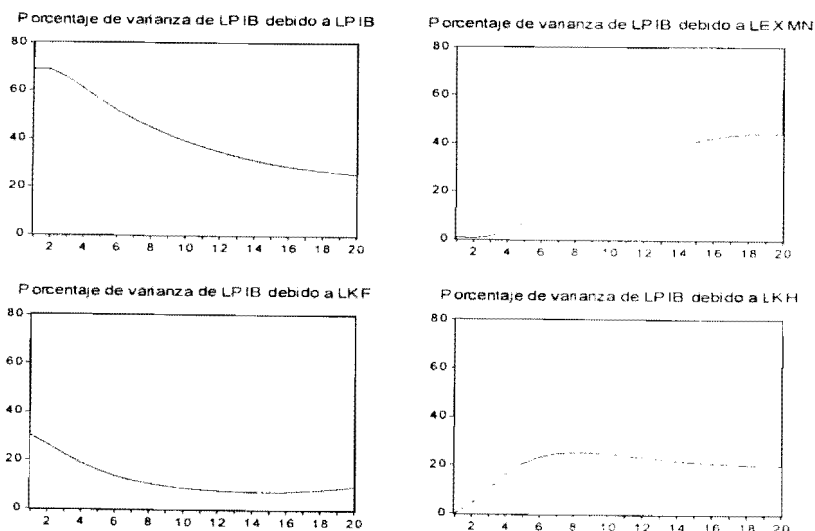 Porcentaje de varianza de LPIB debido a LPIB
80
60
40
20
0
2 4 6 8 10 12 14 16 18 20
Porcentaje de varianza de LPIB debido a LEXMN
80
60
40
20
0
2 4 6 8 10 12 14 16 18 20
Porcentaje de varianza de LPIB debido a LKF
80
60
40
20
0
2 4 6 8 10 12 14 16 18 20
Porcentaje de varianza de LPIB debido a LKH
80
60
40
20
0
2 4 6 8 10 12 14 16 18 20